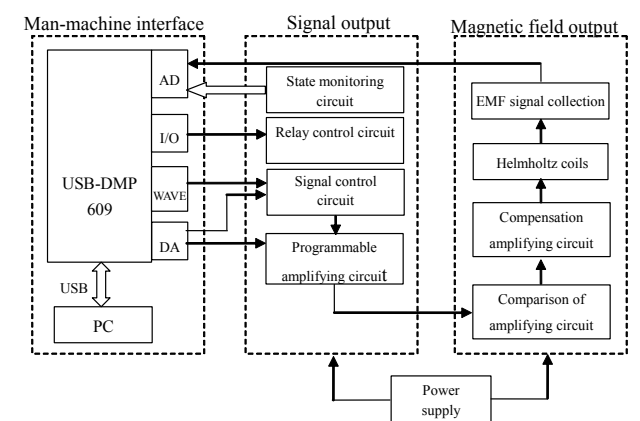 Man-machine interface
Signal output
Magnetic field output
USB-DMP
609
AD
I/O
WAVE
DA
USB
PC
State monitoring
circuit
Relay control circuit
Signal control
circuit
Programmable
amplifying circuit
EMF signal collection
Helmholtz coils
Compensation
amplifying circuit
Comparison of
amplifying circuit
Power
supply